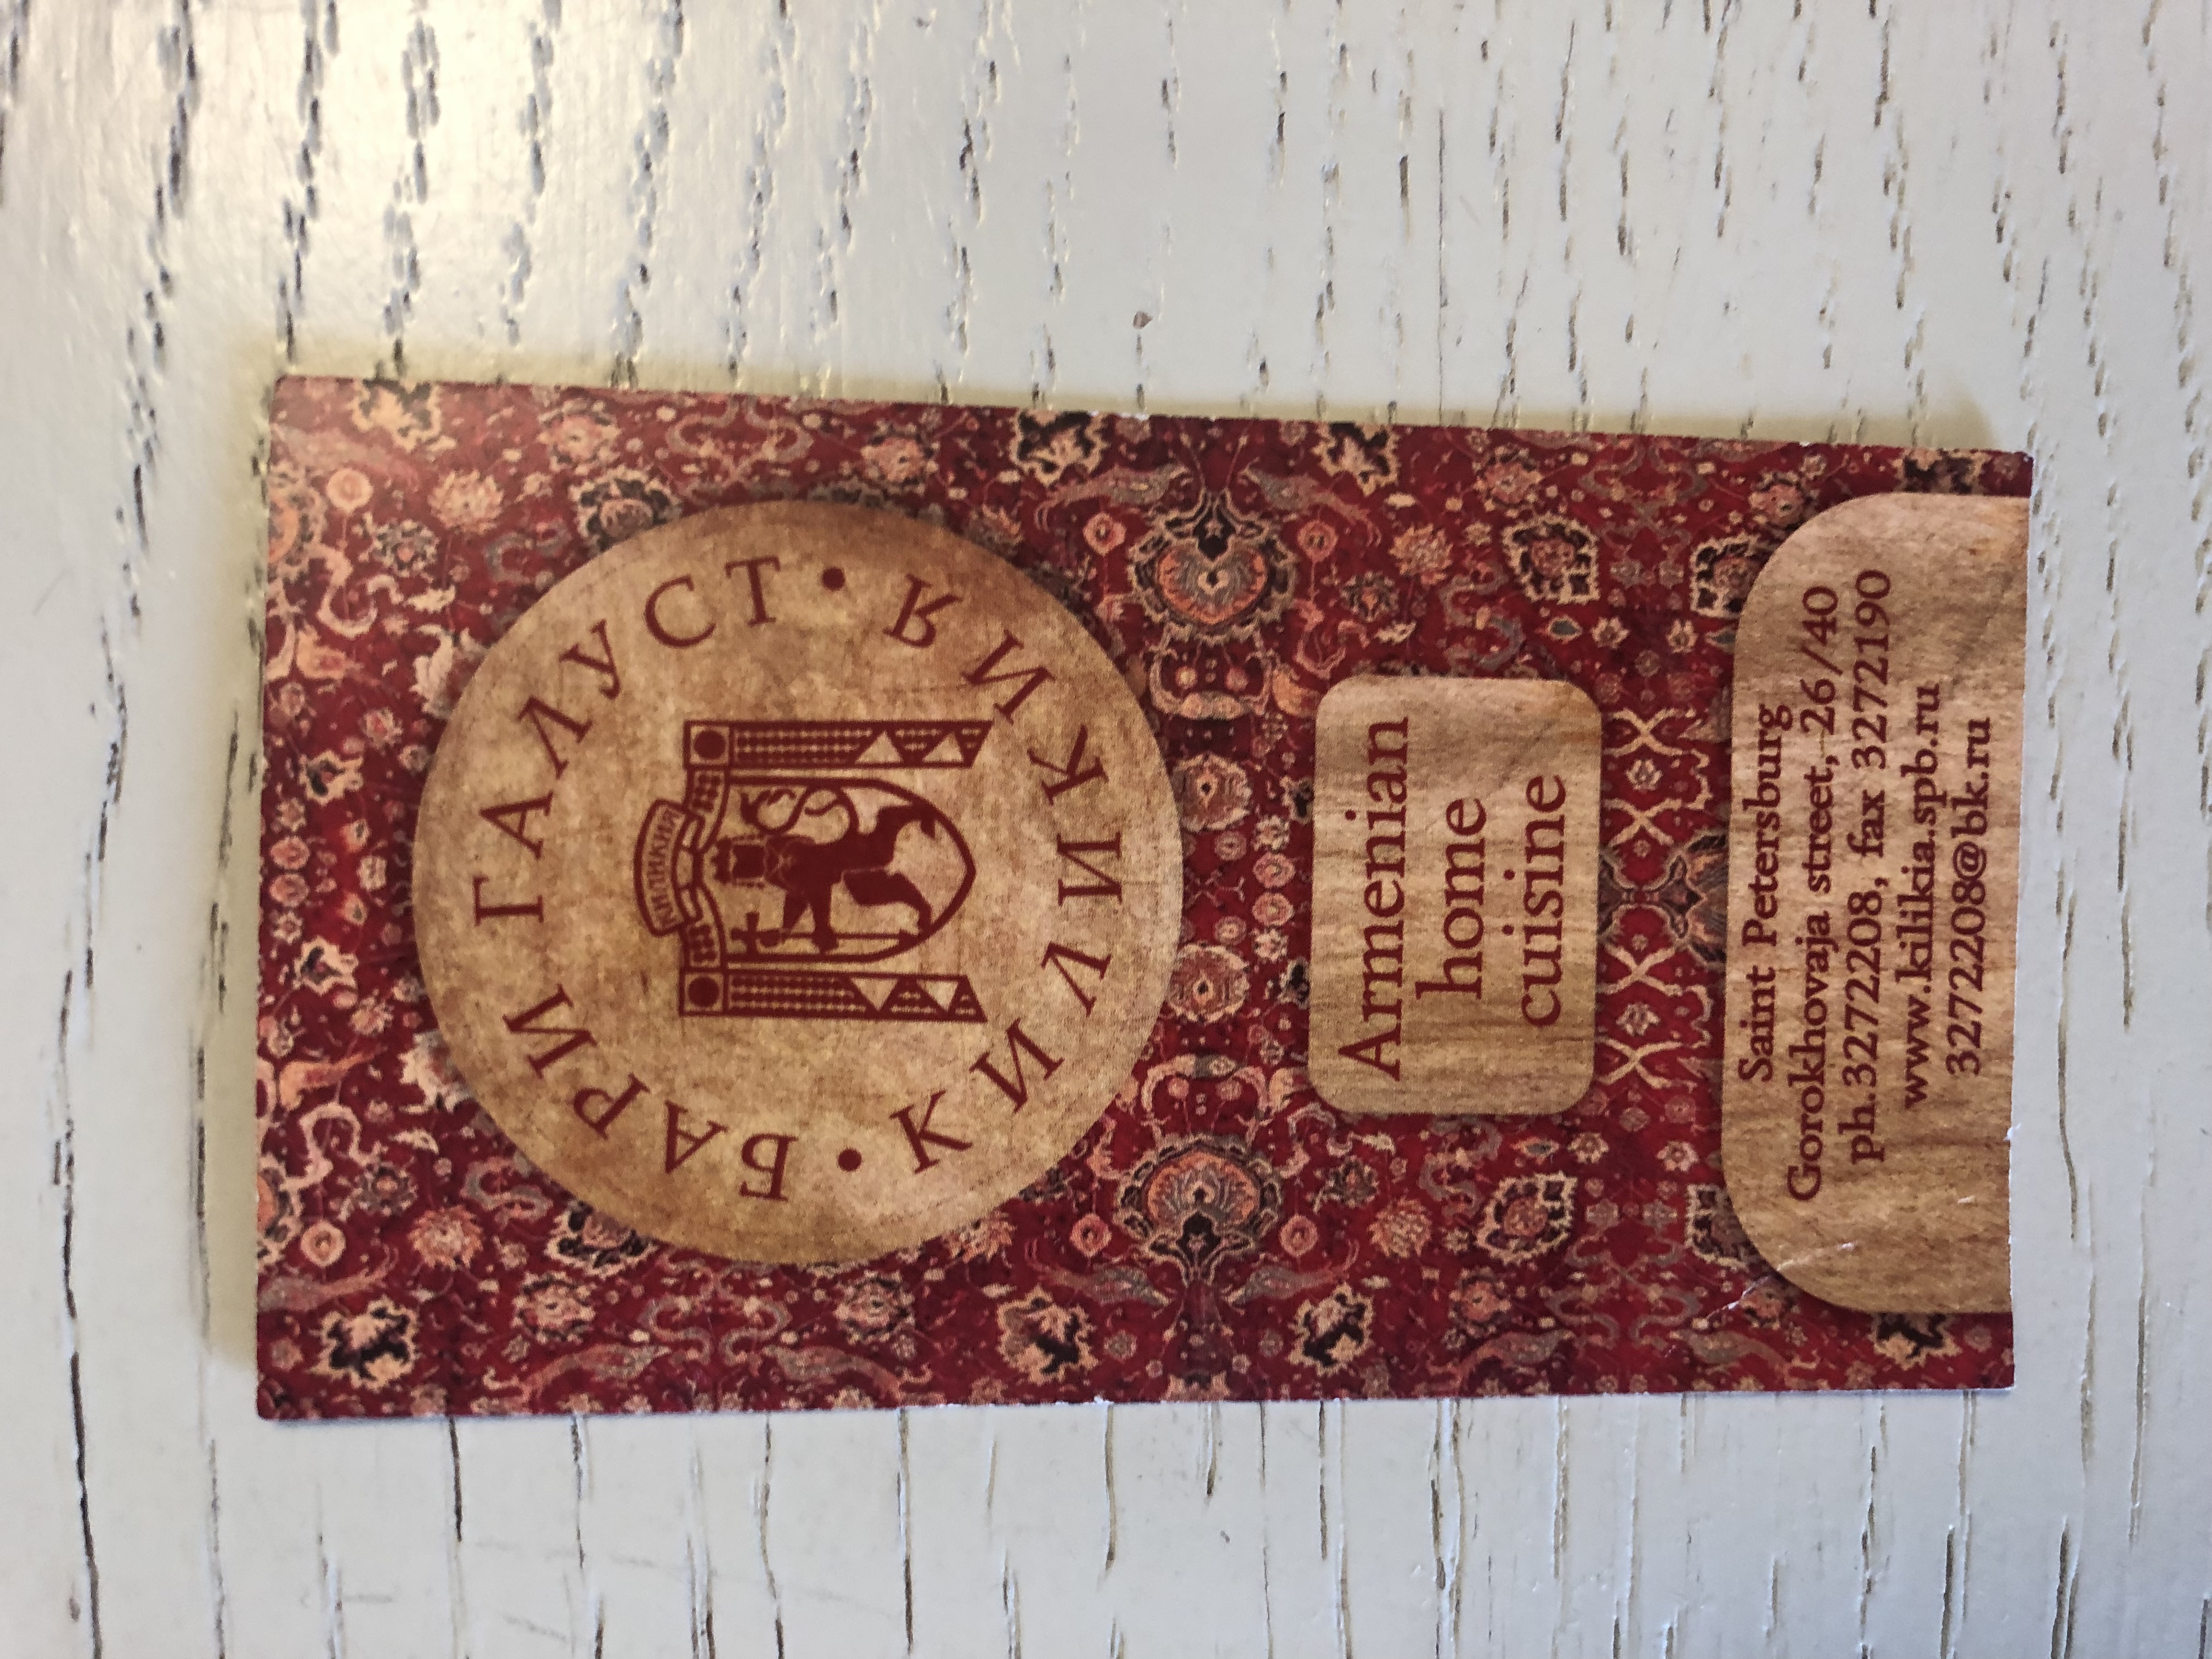 БАРИ ГАЛУСТ
КИЛИКИЯ
КИЛИКИЯ
Armenian
home
cuisine
Saint Petersburg
Gorokhovaja street, 26/40
ph.3272208, fax 3272190
www.kilikia.spb.ru
3272208@bk.ru